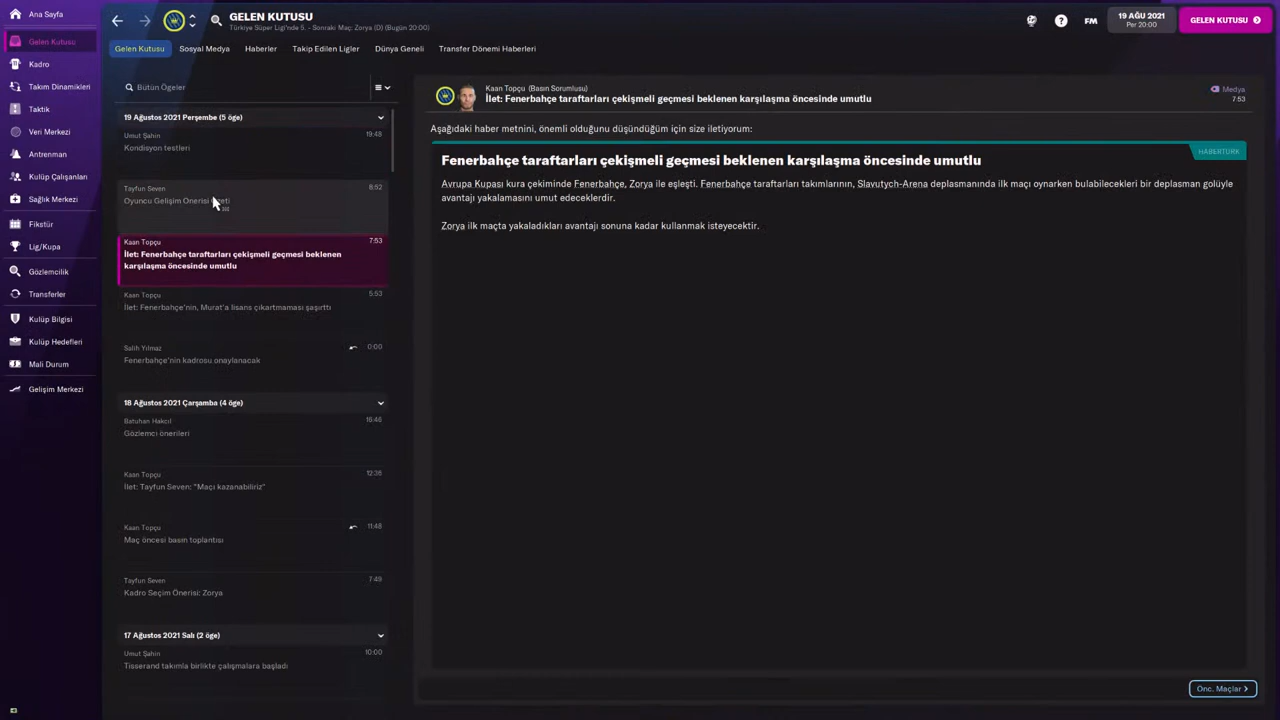 Ana Sayfa
Gelen Kutusu
Kadro
Takım Dinamikleri
Taktik
Veri Merkezi
Antrenman
Kulüp Çalışanları
Sağlık Merkezi
Fikstür
Lig/Kupa
Gözlemcilik
Transferler
Kulüp Bilgisi
Kulüp Hedefleri
Mali Durum
Gelişim Merkezi
GELEN KUTUSU
Türkiye Süper Ligi'nde 5. - Sonraki Maç: Zorya (D) (Bugün 20:00)
FM
19 AĞU 2021
Per 20:00
GELEN KUTUSU
Gelen Kutusu
Sosyal Medya
Haberler
Takip Edilen Ligler
Dünya Geneli
Transfer Dönemi Haberleri
Bütün Ögeler
19 Ağustos 2021 Perşembe (5 öge)
Umut Şahin 19:48
Kondisyon testleri
Tayfun Seven 8:52
Oyuncu Gelişim Önerisi
Kaan Topçu 7:53
İlet: Fenerbahçe taraftarları çekişmeli geçmesi beklenen
karşılaşma öncesinde umutlu
Kaan Topçu 5:53
İlet: Fenerbahçe'nin, Murat'a lisans çıkartmaması şaşırttı
Salih Yılmaz 0:00
Fenerbahçe'nin kadrosu onaylanacak
18 Ağustos 2021 Çarşamba (4 öge)
Batuhan Hakcıl 16:46
Gözlemci önerileri
Kaan Topçu 12:36
İlet: Tayfun Seven: "Maçı kazanabiliriz"
Kaan Topçu 11:48
Maç öncesi basın toplantısı
Tayfun Seven 7:49
Kadro Seçim Önerisi: Zorya
17 Ağustos 2021 Salı (2 öge)
Umut Şahin 10:00
Tisserand takımla birlikte çalışmalara başladı
Kaan Topçu (Basın Sorumlusu)
İlet: Fenerbahçe taraftarları çekişmeli geçmesi beklenen karşılaşma öncesinde umutlu
Medya
7:53
Aşağıdaki haber metnini, önemli olduğunu düşündüğüm için size iletiyorum:
HABERTÜRK
Fenerbahçe taraftarları çekişmeli geçmesi beklenen karşılaşma öncesinde umutlu
Avrupa Kupası kura çekiminde Fenerbahçe, Zorya ile eşleşti. Fenerbahçe taraftarları takımlarının, Slavutych-Arena deplasmanında ilk maçı oynarken bulabilecekleri bir deplasman golüyle
avantajı yakalamasını umut edeceklerdir.
Zorya ilk maçta yakaladıkları avantajı sonuna kadar kullanmak isteyecektir.
Önc. Maçlar